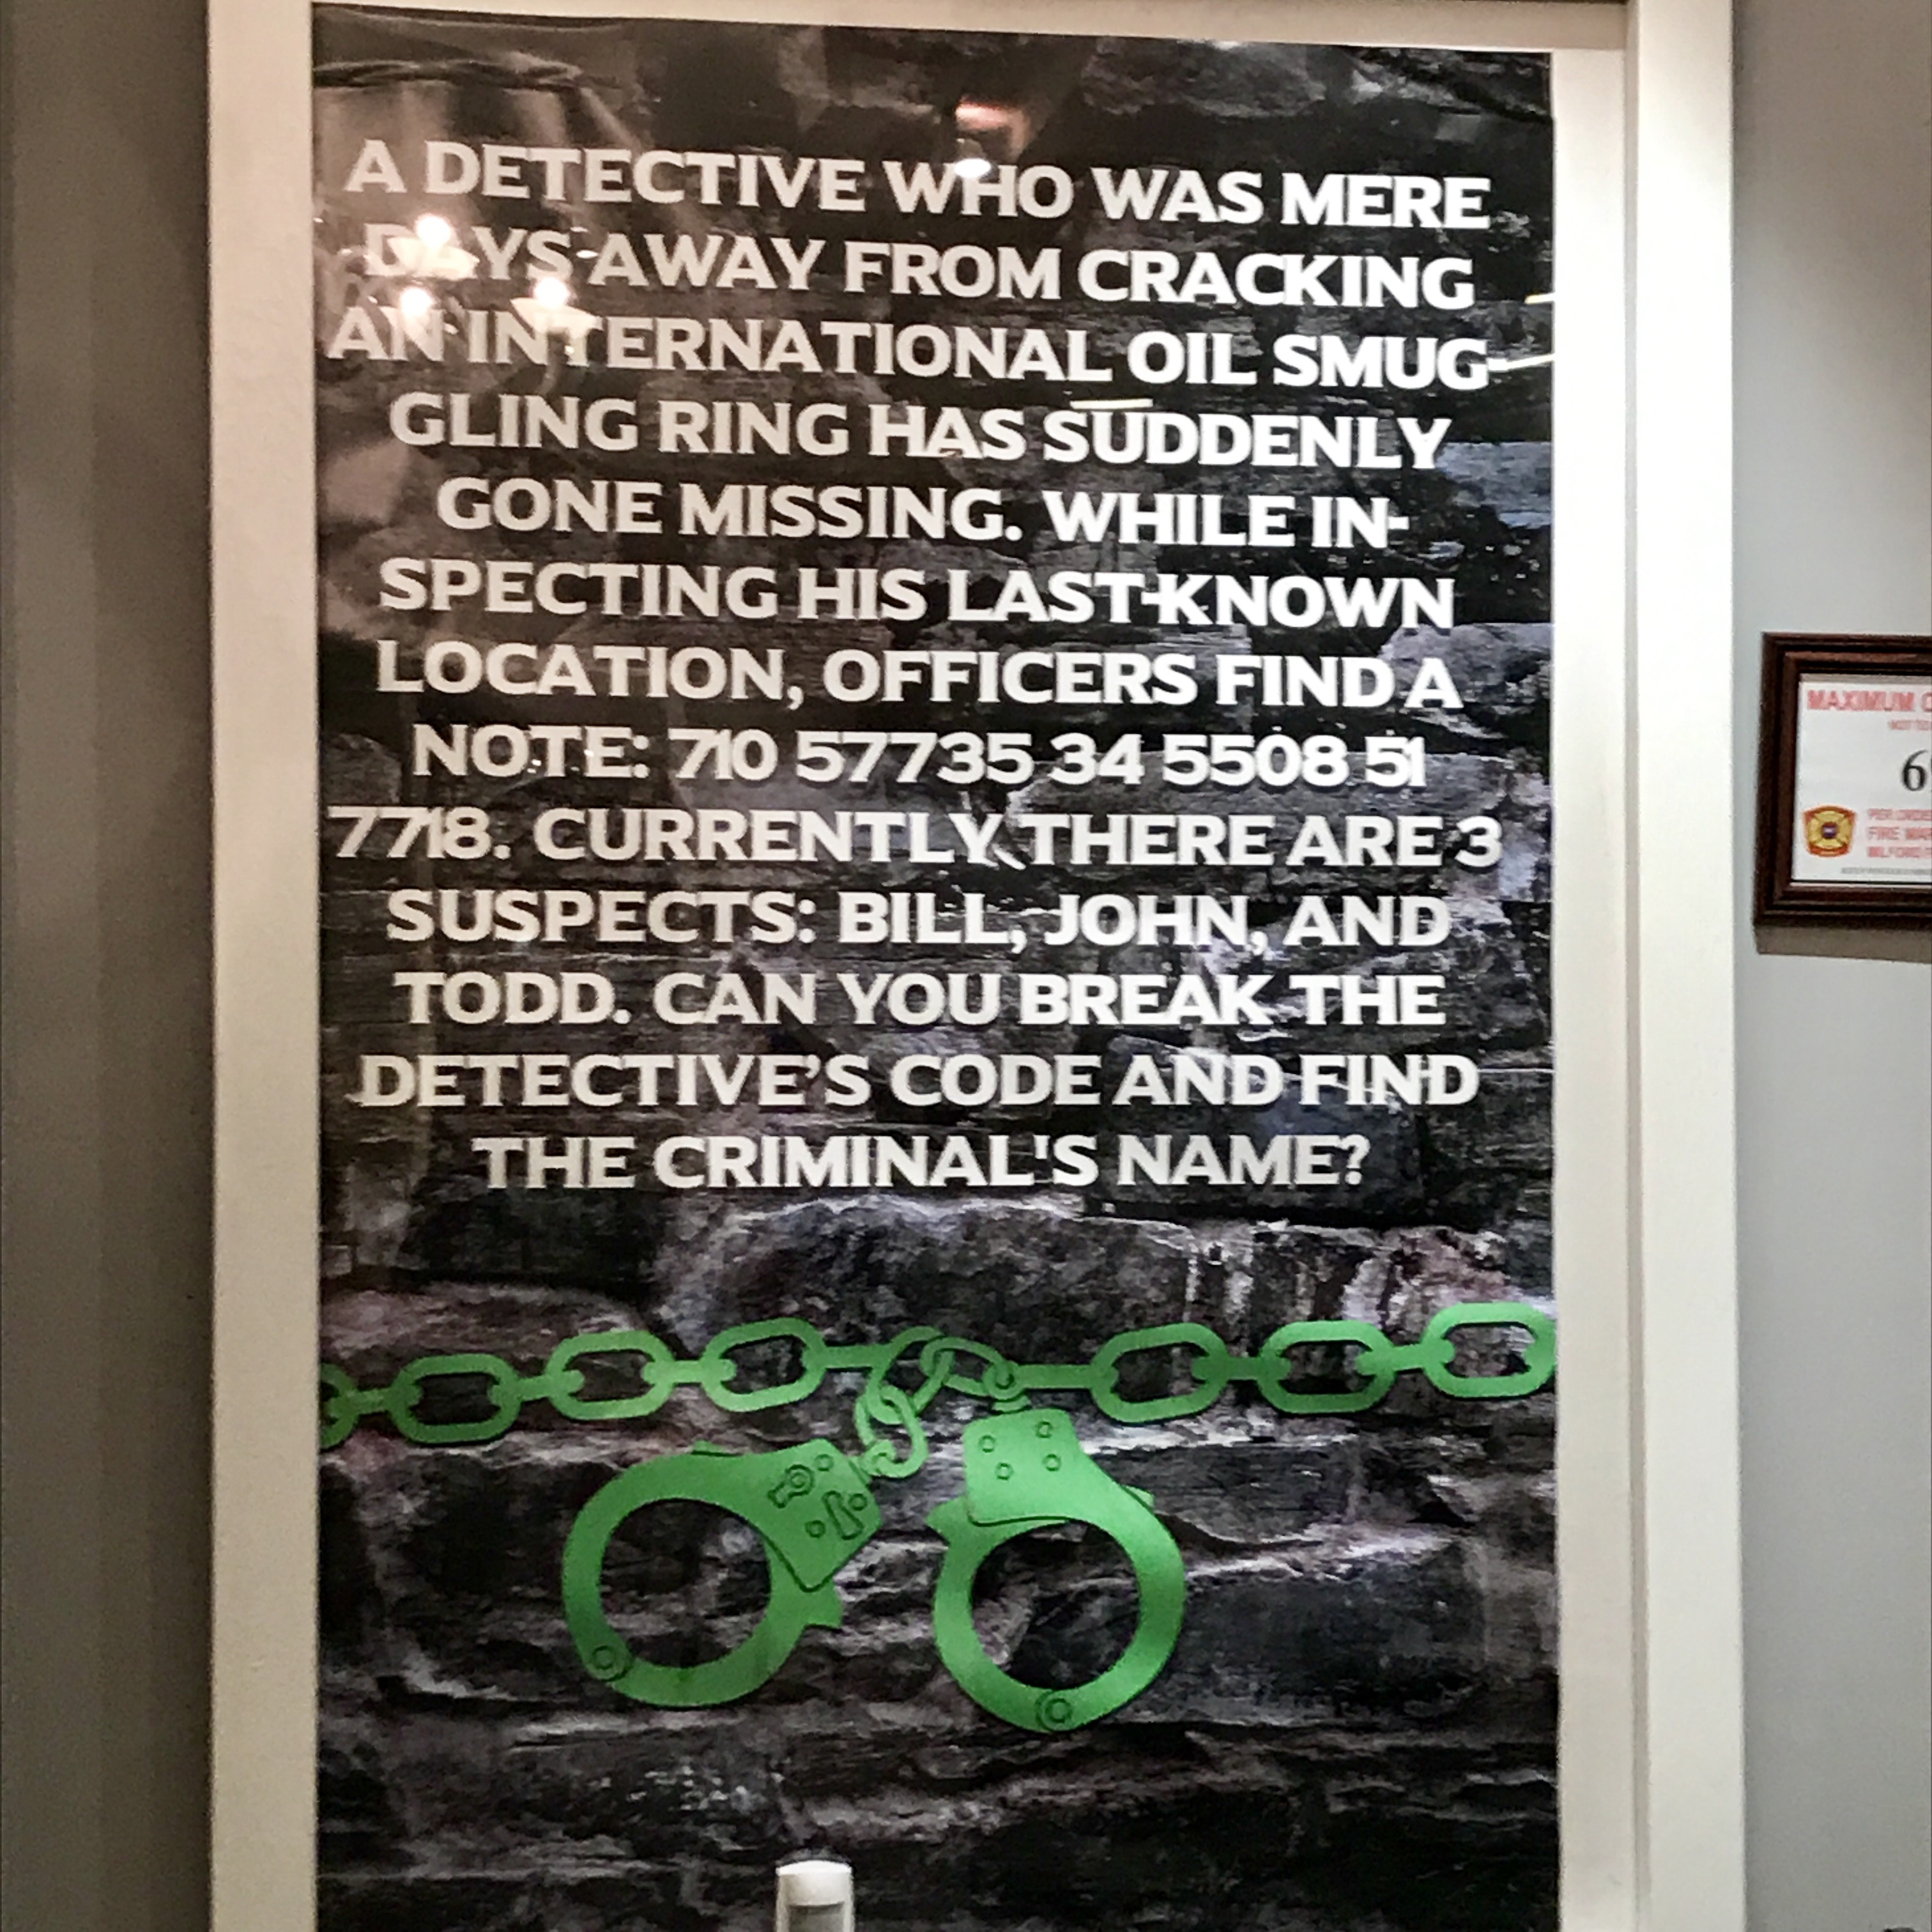 A DETECTIVE WHO WAS MERE
DAYS AWAY FROM CRACKING
AN INTERNATIONAL OIL SMUG-
GLING RING HAS SUDDENLY
GONE MISSING. WHILE IN-
SPECTING HIS LAST-KNOWN
LOCATION, OFFICERS FIND A
NOTE: 710 57735 34 5508 51
7718. CURRENTLY THERE ARE 3
SUSPECTS: BILL, JOHN, AND
TODD. CAN YOU BREAK THE
DETECTIVE'S CODE AND FIND
THE CRIMINAL'S NAME?
MAXIMUM
6
FIRE